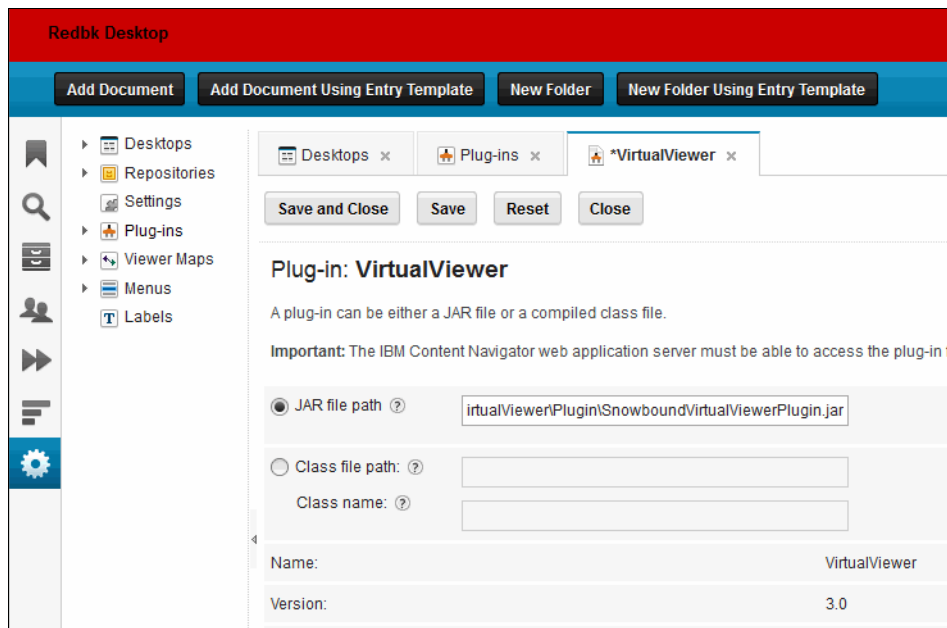 Redbk Desktop
Add Document Add Document Using Entry Template New Folder New Folder Using Entry Template
Desktops
Repositories
Settings
Plug-ins
Viewer Maps
Menus
T Labels
Desktops x Plug-ins x *VirtualViewer x
Save and Close Save Reset Close
Plug-in: VirtualViewer
A plug-in can be either a JAR file or a compiled class file.
Important: The IBM Content Navigator web application server must be able to access the plug-in
JAR file path ? irtualViewer\Plugin\SnowboundVirtualViewerPlugin.jar
Class file path: ?
Class name: ?
Name: VirtualViewer
Version: 3.0